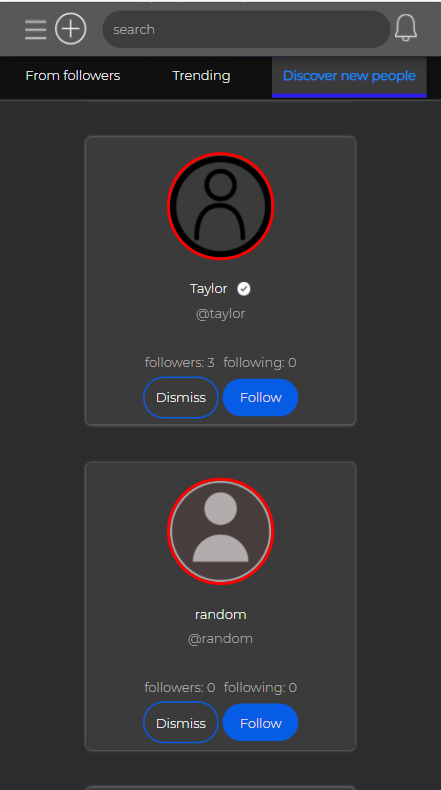 search
From followers Trending Discover new people
Taylor
@taylor
followers: 3 following: 0
Dismiss Follow
random
@random
followers: 0 following: 0
Dismiss Follow